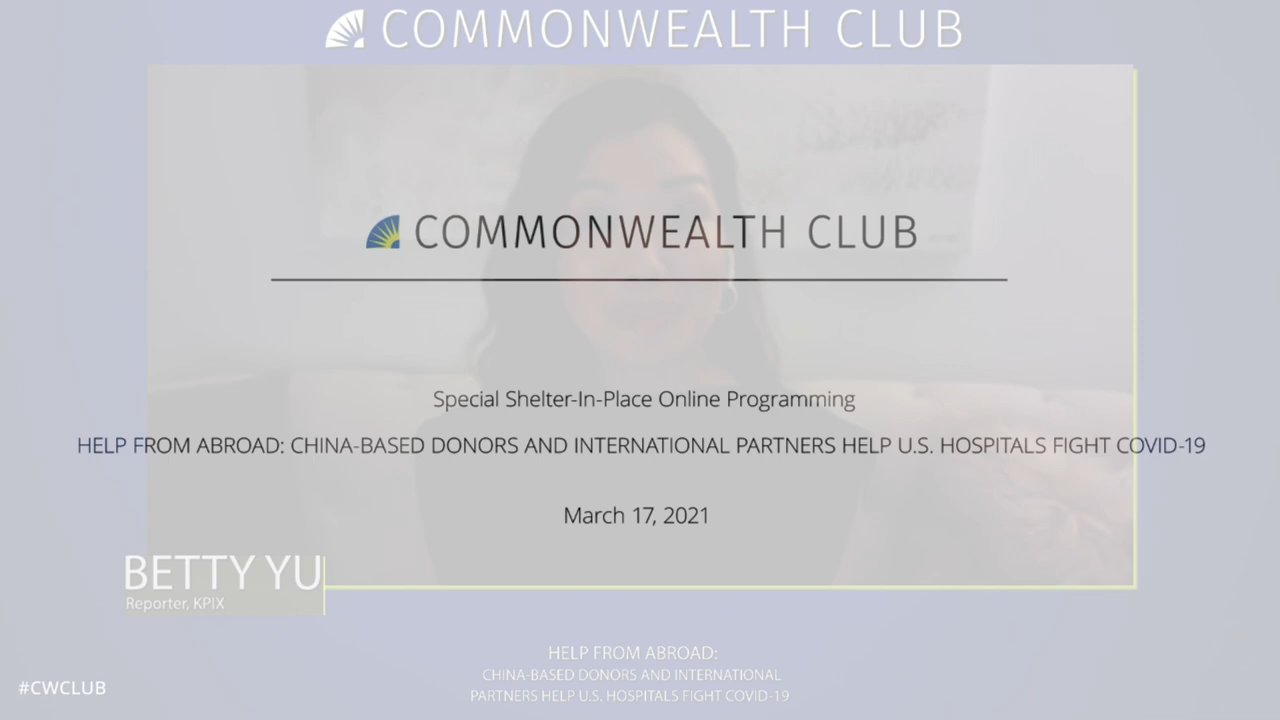 COMMONWEALTH CLUB
COMMONWEALTH CLUB
Special Shelter-In-Place Online Programming
HELP FROM ABROAD: CHINA-BASED DONORS AND INTERNATIONAL PARTNERS HELP U.S. HOSPITALS FIGHT COVID-19
March 17, 2021
BETTY YU
Reporter, KPIX
HELP FROM ABROAD:
CHINA-BASED DONORS AND INTERNATIONAL
PARTNERS HELP U.S. HOSPITALS FIGHT COVID-19
#CWCLUB